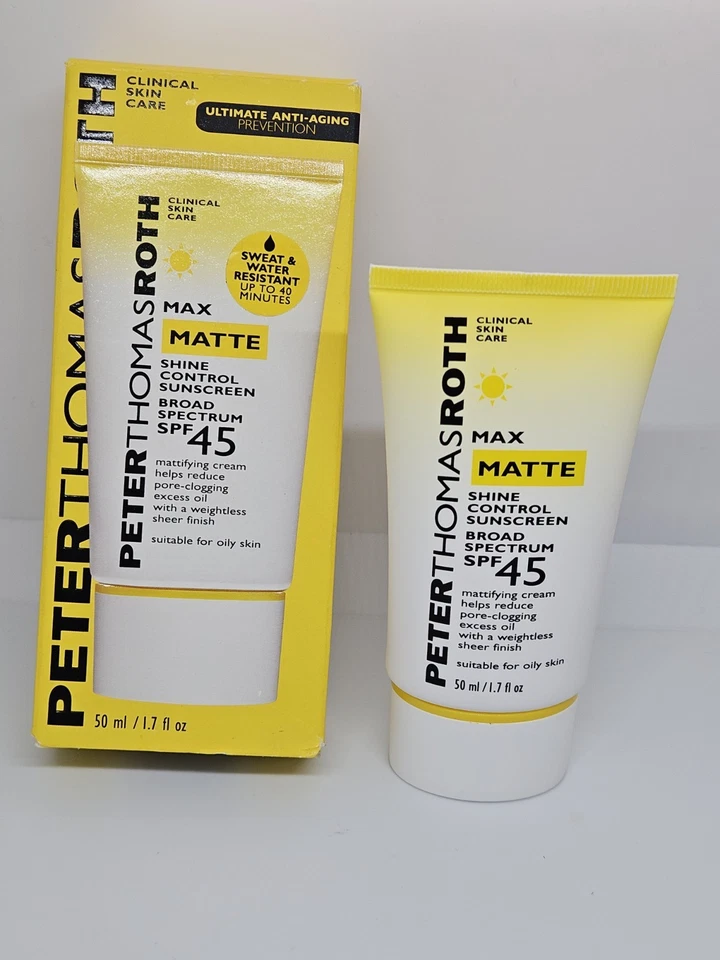 CLINICAL
SKIN
CARE
ULTIMATE ANTI-AGING
PREVENTION
PETERTHOMASROTH
PETERTHOMASROTH
CLINICAL
SKIN
CARE
SWEAT &
WATER
RESISTANT
UP TO 40
MINUTES
MAX
MATTE
SHINE
CONTROL
SUNSCREEN
BROAD
SPECTRUM
SPF 45
mattifying cream
helps reduce
pore-clogging
excess oil
with a weightless
sheer finish
suitable for oily skin
50 ml / 1.7 fl oz
PETERTHOMASROTH
CLINICAL
SKIN
CARE
MAX
MATTE
SHINE
CONTROL
SUNSCREEN
BROAD
SPECTRUM
SPF 45
mattifying cream
helps reduce
pore-clogging
excess oil
with a weightless
sheer finish
suitable for oily skin
50 ml / 1.7 fl oz